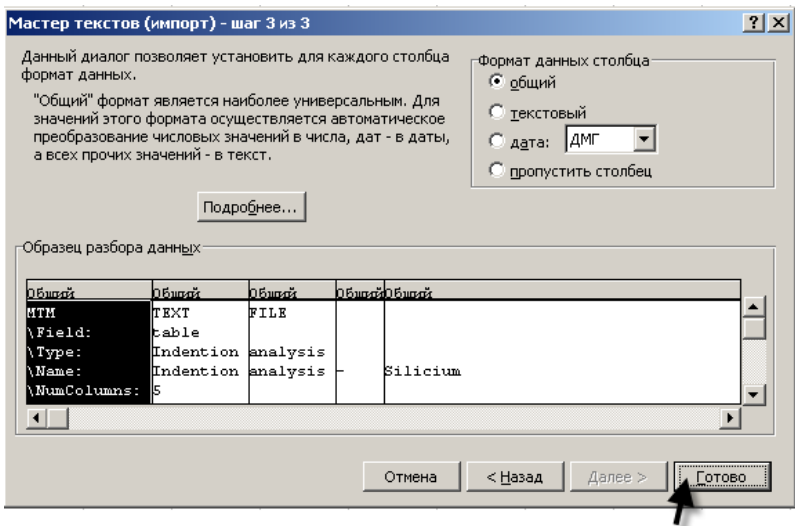 Мастер текстов (импорт) - шаг 3 из 3
Данный диалог позволяет установить для каждого столбца
формат данных.
"Общий" формат является наиболее универсальным. Для
значений этого формата осуществляется автоматическое
преобразование числовых значений в числа, дат - в даты,
а всех прочих значений - в текст.
Подробнее...
Формат данных столбца
общий
текстовый
дата: ДМГ
пропустить столбец
Образец разбора данных
Общий Общий Общий Общий Общий
MTM TEXT FILE
\Field: table
\Type: Indention analysis
\Name: Indention analysis - Silicium
\NumColumns: 5
Отмена < Назад Далее > Готово